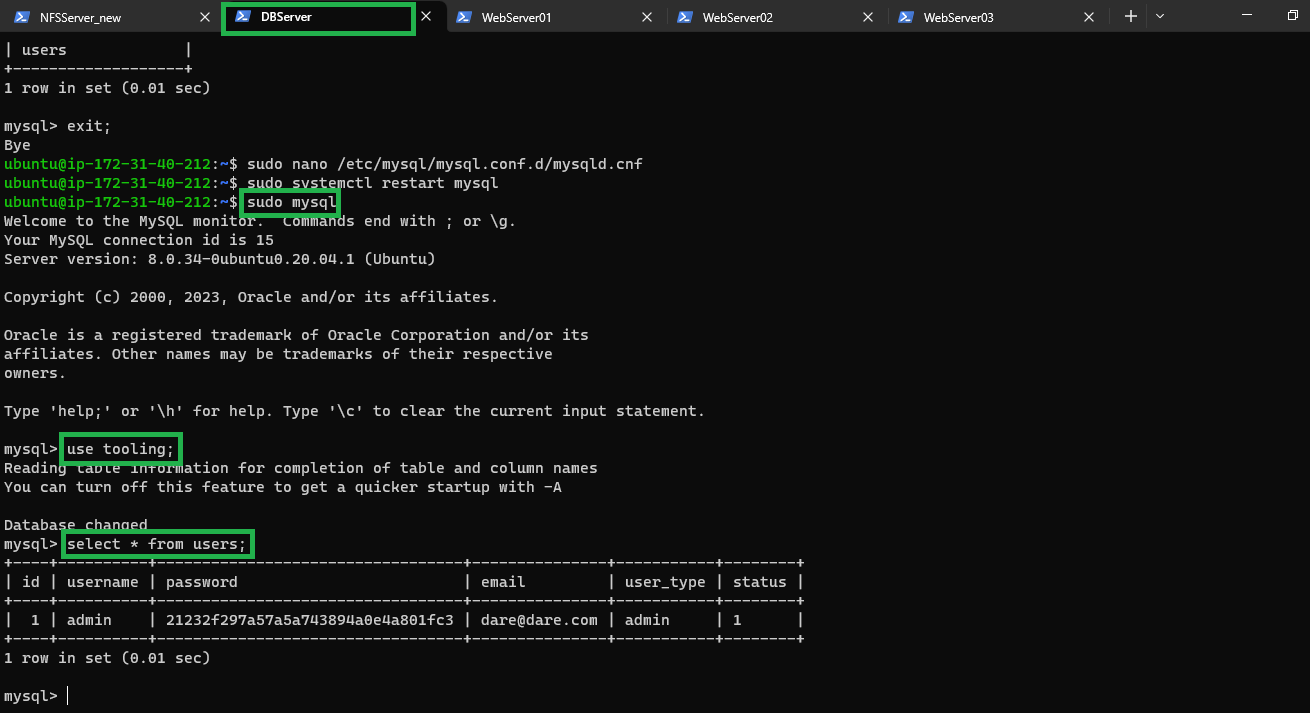 NFSServer_new DBServer WebServer01 WebServer02 WebServer03
| users             |
+-------------------+
1 row in set (0.01 sec)
mysql> exit;
Bye
ubuntu@ip-172-31-40-212:~$ sudo nano /etc/mysql/mysql.conf.d/mysqld.cnf
ubuntu@ip-172-31-40-212:~$ sudo systemctl restart mysql
ubuntu@ip-172-31-40-212:~$ sudo mysql
Welcome to the MySQL monitor.  Commands end with ; or \g.
Your MySQL connection id is 15
Server version: 8.0.34-0ubuntu0.20.04.1 (Ubuntu)
Copyright (c) 2000, 2023, Oracle and/or its affiliates.
Oracle is a registered trademark of Oracle Corporation and/or its
affiliates. Other names may be trademarks of their respective
owners.
Type 'help;' or '\h' for help. Type '\c' to clear the current input statement.
mysql> use tooling;
Reading table information for completion of table and column names
You can turn off this feature to get a quicker startup with -A
Database changed
mysql> select * from users;
+----+----------+----------------------------------+---------------+-----------+--------+
| id | username | password                         | email         | user_type | status |
+----+----------+----------------------------------+---------------+-----------+--------+
|  1 | admin    | 21232f297a57a5a743894a0e4a801fc3 | dare@dare.com | admin     | 1      |
+----+----------+----------------------------------+---------------+-----------+--------+
1 row in set (0.01 sec)
mysql>